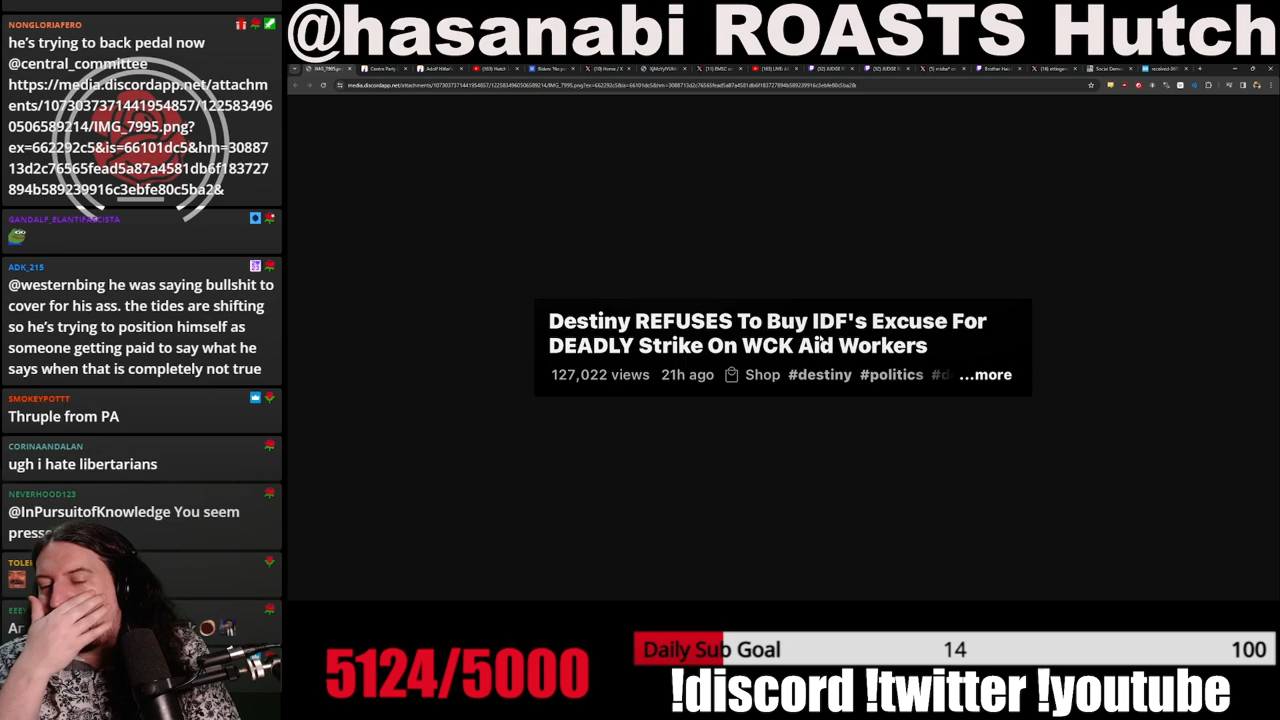 @hasanabi ROASTS Hutch
NONGLORIAFERO
he's trying to back pedal now
@central_committee
https://media.discordapp.net/attachm
ents/1073037371441954857/122583496
0506589214/IMG_7995.png?
ex=662292c5&is=66101dc5&hm=30887
13d2c76565fead5a87a4581db6f183727
894b589239916c3ebfe80c5ba2&
GANDALF_ELANTIFASCISTA
ADK_215
@westernbing he was saying bullshit to
cover for his ass. the tides are shifting
so he's trying to position himself as
someone getting paid to say what he
says when that is completely not true
SMOKEYPOTTT
Thruple from PA
CORINAANDALAN
ugh i hate libertarians
NEVERHOOD123
@InPursuitofKnowledge You seem
Destiny REFUSES To Buy IDF's Excuse For
DEADLY Strike On WCK Aid Workers
127,022 views 21h ago Shop #destiny #politics #d ...more
5124/5000
Daily Sub Goal 14 100
!discord !twitter !youtube